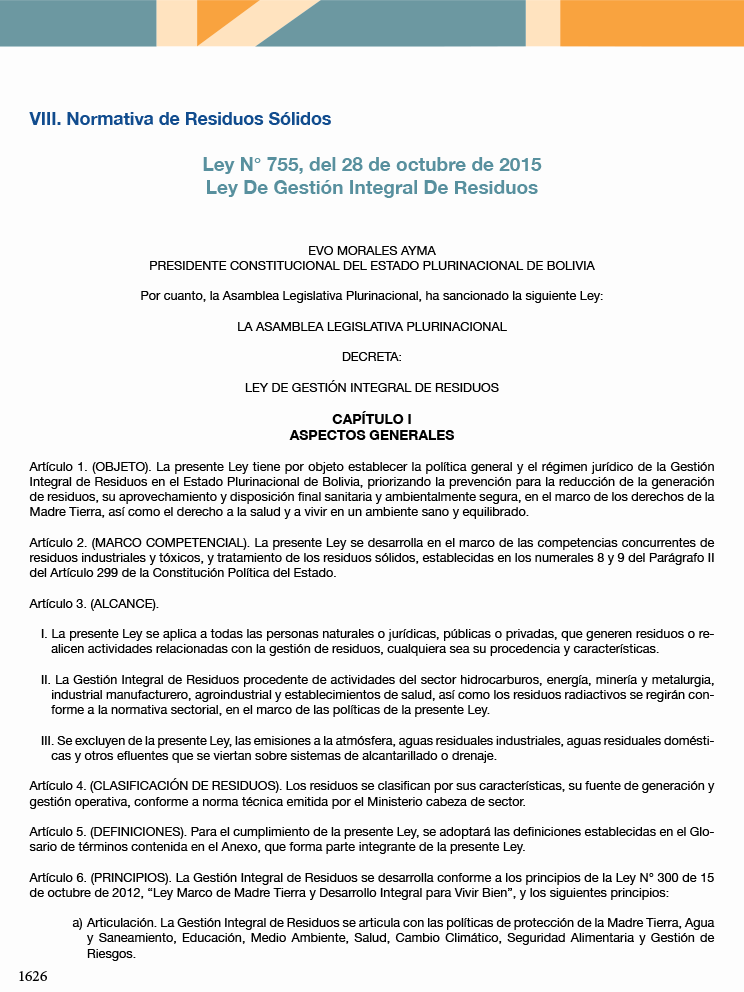 VIII. Normativa de Residuos Sólidos
Ley N° 755, del 28 de octubre de 2015
Ley De Gestión Integral De Residuos
EVO MORALES AYMA
PRESIDENTE CONSTITUCIONAL DEL ESTADO PLURINACIONAL DE BOLIVIA
Por cuanto, la Asamblea Legislativa Plurinacional, ha sancionado la siguiente Ley:
LA ASAMBLEA LEGISLATIVA PLURINACIONAL
DECRETA:
LEY DE GESTIÓN INTEGRAL DE RESIDUOS
CAPÍTULO I
ASPECTOS GENERALES
Artículo 1. (OBJETO). La presente Ley tiene por objeto establecer la política general y el régimen jurídico de la Gestión
Integral de Residuos en el Estado Plurinacional de Bolivia, priorizando la prevención para la reducción de la generación
de residuos, su aprovechamiento y disposición final sanitaria y ambientalmente segura, en el marco de los derechos de la
Madre Tierra, así como el derecho a la salud y a vivir en un ambiente sano y equilibrado.
Artículo 2. (MARCO COMPETENCIAL). La presente Ley se desarrolla en el marco de las competencias concurrentes de
residuos industriales y tóxicos, y tratamiento de los residuos sólidos, establecidas en los numerales 8 y 9 del Parágrafo II
del Artículo 299 de la Constitución Política del Estado.
Artículo 3. (ALCANCE).
I. La presente Ley se aplica a todas las personas naturales o jurídicas, públicas o privadas, que generen residuos o re-
alicen actividades relacionadas con la gestión de residuos, cualquiera sea su procedencia y características.
II. La Gestión Integral de Residuos procedente de actividades del sector hidrocarburos, energía, minería y metalurgia,
industrial manufacturero, agroindustrial y establecimientos de salud, así como los residuos radiactivos se regirán con-
forme a la normativa sectorial, en el marco de las políticas de la presente Ley.
III. Se excluyen de la presente Ley, las emisiones a la atmósfera, aguas residuales industriales, aguas residuales domésti-
cas y otros efluentes que se viertan sobre sistemas de alcantarillado o drenaje.
Artículo 4. (CLASIFICACIÓN DE RESIDUOS). Los residuos se clasifican por sus características, su fuente de generación y
gestión operativa, conforme a norma técnica emitida por el Ministerio cabeza de sector.
Artículo 5. (DEFINICIONES). Para el cumplimiento de la presente Ley, se adoptará las definiciones establecidas en el Glo-
sario de términos contenida en el Anexo, que forma parte integrante de la presente Ley.
Artículo 6. (PRINCIPIOS). La Gestión Integral de Residuos se desarrolla conforme a los principios de la Ley N° 300 de 15
de octubre de 2012, “Ley Marco de Madre Tierra y Desarrollo Integral para Vivir Bien”, y los siguientes principios:
a) Articulación. La Gestión Integral de Residuos se articula con las políticas de protección de la Madre Tierra, Agua
y Saneamiento, Educación, Medio Ambiente, Salud, Cambio Climático, Seguridad Alimentaria y Gestión de
Riesgos.
1626